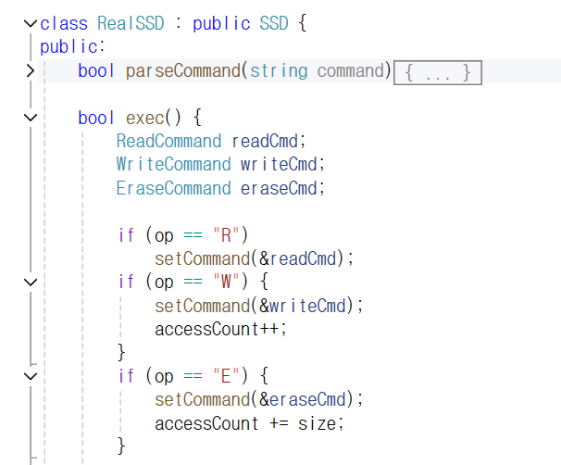 class RealSSD : public SSD {
public:
    bool parseCommand(string command) { ... }
    bool exec() {
        ReadCommand readCmd;
        WriteCommand writeCmd;
        EraseCommand eraseCmd;
        if (op == "R")
            setCommand(&readCmd);
        if (op == "W") {
            setCommand(&writeCmd);
            accessCount++;
        }
        if (op == "E") {
            setCommand(&eraseCmd);
            accessCount += size;
        }